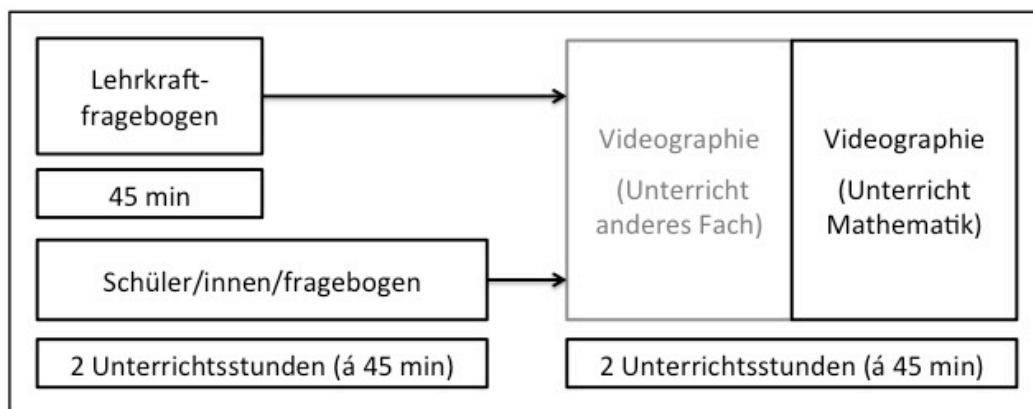 Lehrkraft-
fragebogen
45 min
Schüler/innen/fragebogen
2 Unterrichtsstunden (á 45 min)
Videographie
(Unterricht
anderes Fach)
Videographie
(Unterricht
Mathematik)
2 Unterrichtsstunden (á 45 min)